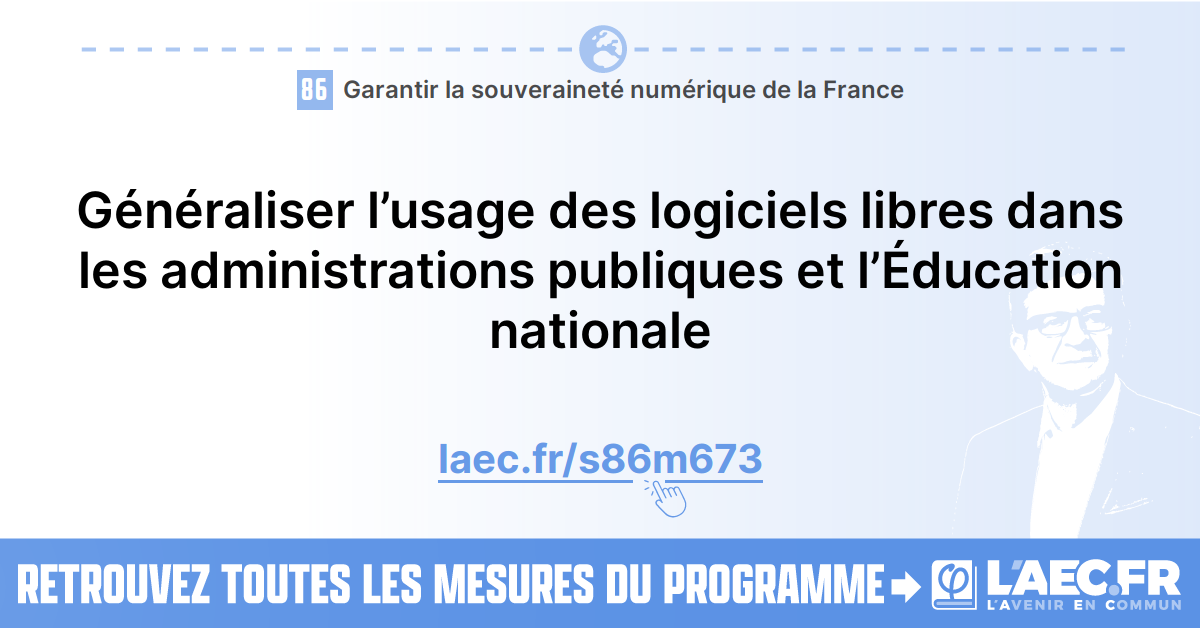 86 Garantir la souveraineté numérique de la France
Généraliser l’usage des logiciels libres dans
les administrations publiques et l’Éducation
nationale
laec.fr/s86m673
RETROUVEZ TOUTES LES MESURES DU PROGRAMME
φ L'AEC.FR
L'AVENIR EN COMMUN